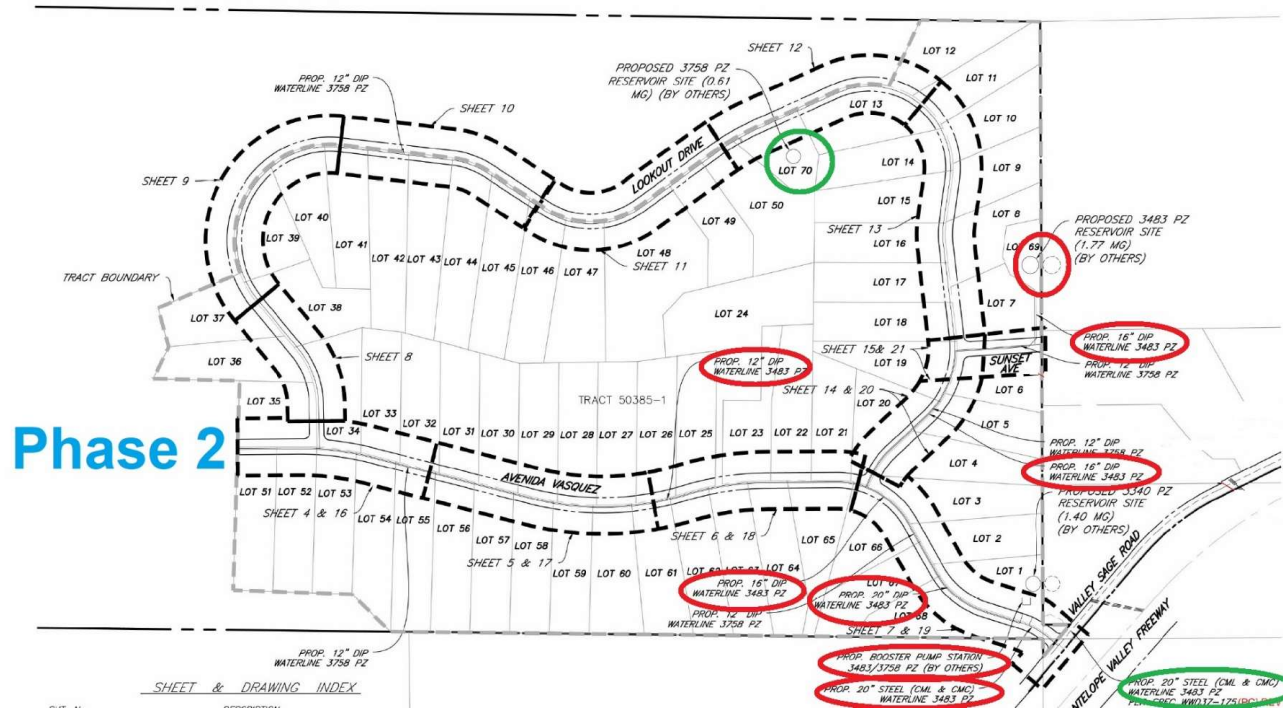 SHEET 12
LOT 12
PROPOSED 3758 PZ
RESERVOIR SITE (0.61
MG) (BY OTHERS)
LOT 11
PROP. 12" DIP
WATERLINE 3758 PZ
SHEET 10
LOT 13
LOT 10
LOOKOUT DRIVE
LOT 14
LOT 9
SHEET 9
LOT 70
LOT 15
LOT 50
LOT 8
LOT 40
LOT 49
SHEET 13
PROPOSED 3483 PZ
RESERVOIR SITE
(1.77 MG)
(BY OTHERS)
LOT 39
LOT 41
LOT 48
LOT 16
LOT 69
LOT 42
LOT 43
LOT 44
LOT 45
LOT 46
LOT 47
SHEET 11
TRACT BOUNDARY
LOT 17
LOT 38
LOT 7
LOT 37
LOT 24
LOT 18
PROP. 16" DIP
WATERLINE 3483 PZ
PROP. 12" DIP
WATERLINE 3758 PZ
SHEET 8
SHEET 15& 21
LOT 36
PROP. 12" DIP
WATERLINE 3483 PZ
LOT 19
SUNSET
AVE
LOT 6
SHEET 14 & 20
TRACT 50385-1
LOT 35
LOT 20
LOT 5
LOT 33
LOT 32
LOT 34
LOT 31
LOT 30
LOT 29
LOT 28
LOT 27
LOT 26
LOT 25
LOT 23
LOT 22
LOT 21
Phase 2
PROP. 12" DIP
WATERLINE 3758 PZ
LOT 4
PROP. 16" DIP
WATERLINE 3483 PZ
AVENIDA VASQUEZ
PROPOSED 3340 PZ
RESERVOIR SITE
(1.40 MG)
(BY OTHERS)
LOT 51
LOT 52
LOT 53
LOT 3
SHEET 4 & 16
LOT 54
LOT 55
LOT 56
LOT 57
LOT 58
SHEET 5 & 17
SHEET 6 & 18
LOT 65
LOT 66
LOT 2
LOT 59
LOT 60
LOT 61
LOT 64
LOT 1
VALLEY SAGE ROAD
PROP. 16" DIP
WATERLINE 3483 PZ
PROP. 20" DIP
WATERLINE 3483 PZ
PROP. 12" DIP
WATERLINE 3758 PZ
SHEET 7 & 19
PROP. 12" DIP
WATERLINE 3758 PZ
PROP. BOOSTER PUMP STATION
3483/3758 PZ (BY OTHERS)
VALLEY FREEWAY
SHEET & DRAWING INDEX
PROP. 20" STEEL (CML & CMC)
WATERLINE 3483 PZ
PROP. 20" STEEL (CML & CMC)
WATERLINE 3483 PZ